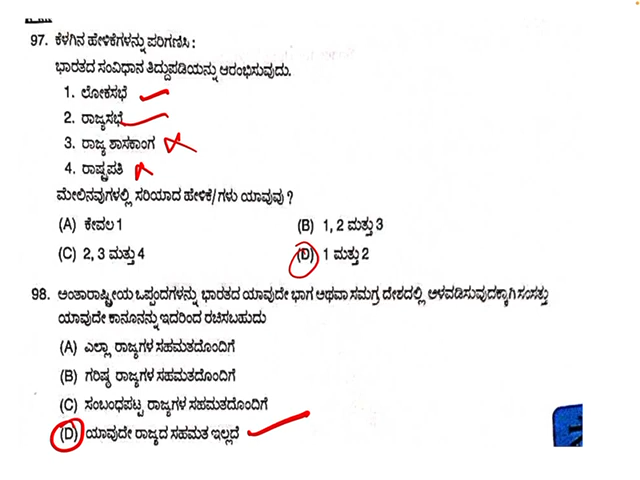 97. ಕೆಳಗಿನ ಹೇಳಿಕೆಗಳನ್ನು ಪರಿಗಣಿಸಿ :
ಭಾರತದ ಸಂವಿಧಾನ ತಿದ್ದುಪಡಿಯನ್ನು ಆರಂಭಿಸುವುದು.
1. ಲೋಕಸಭೆ
2. ರಾಜ್ಯಸಭೆ
3. ರಾಜ್ಯ ಶಾಸಕಾಂಗ
4. ರಾಷ್ಟ್ರಪತಿ
ಮೇಲಿನವುಗಳಲ್ಲಿ ಸರಿಯಾದ ಹೇಳಿಕೆ/ಗಳು ಯಾವುವು ?
(A) ಕೇವಲ 1 (B) 1, 2 ಮತ್ತು 3
(C) 2, 3 ಮತ್ತು 4 (D) 1 ಮತ್ತು 2
98. ಅಂತಾರಾಷ್ಟ್ರೀಯ ಒಪ್ಪಂದಗಳನ್ನು ಭಾರತದ ಯಾವುದೇ ಭಾಗ ಅಥವಾ ಸಮಗ್ರ ದೇಶದಲ್ಲಿ ಅಳವಡಿಸುವುದಕ್ಕಾಗಿ ಸಂಸತ್ತು
ಯಾವುದೇ ಕಾನೂನನ್ನು ಇದರಿಂದ ರಚಿಸಬಹುದು
(A) ಎಲ್ಲಾ ರಾಜ್ಯಗಳ ಸಹಮತದೊಂದಿಗೆ
(B) ಗರಿಷ್ಠ ರಾಜ್ಯಗಳ ಸಹಮತದೊಂದಿಗೆ
(C) ಸಂಬಂಧಪಟ್ಟ ರಾಜ್ಯಗಳ ಸಹಮತದೊಂದಿಗೆ
(D) ಯಾವುದೇ ರಾಜ್ಯದ ಸಹಮತ ಇಲ್ಲದೆ